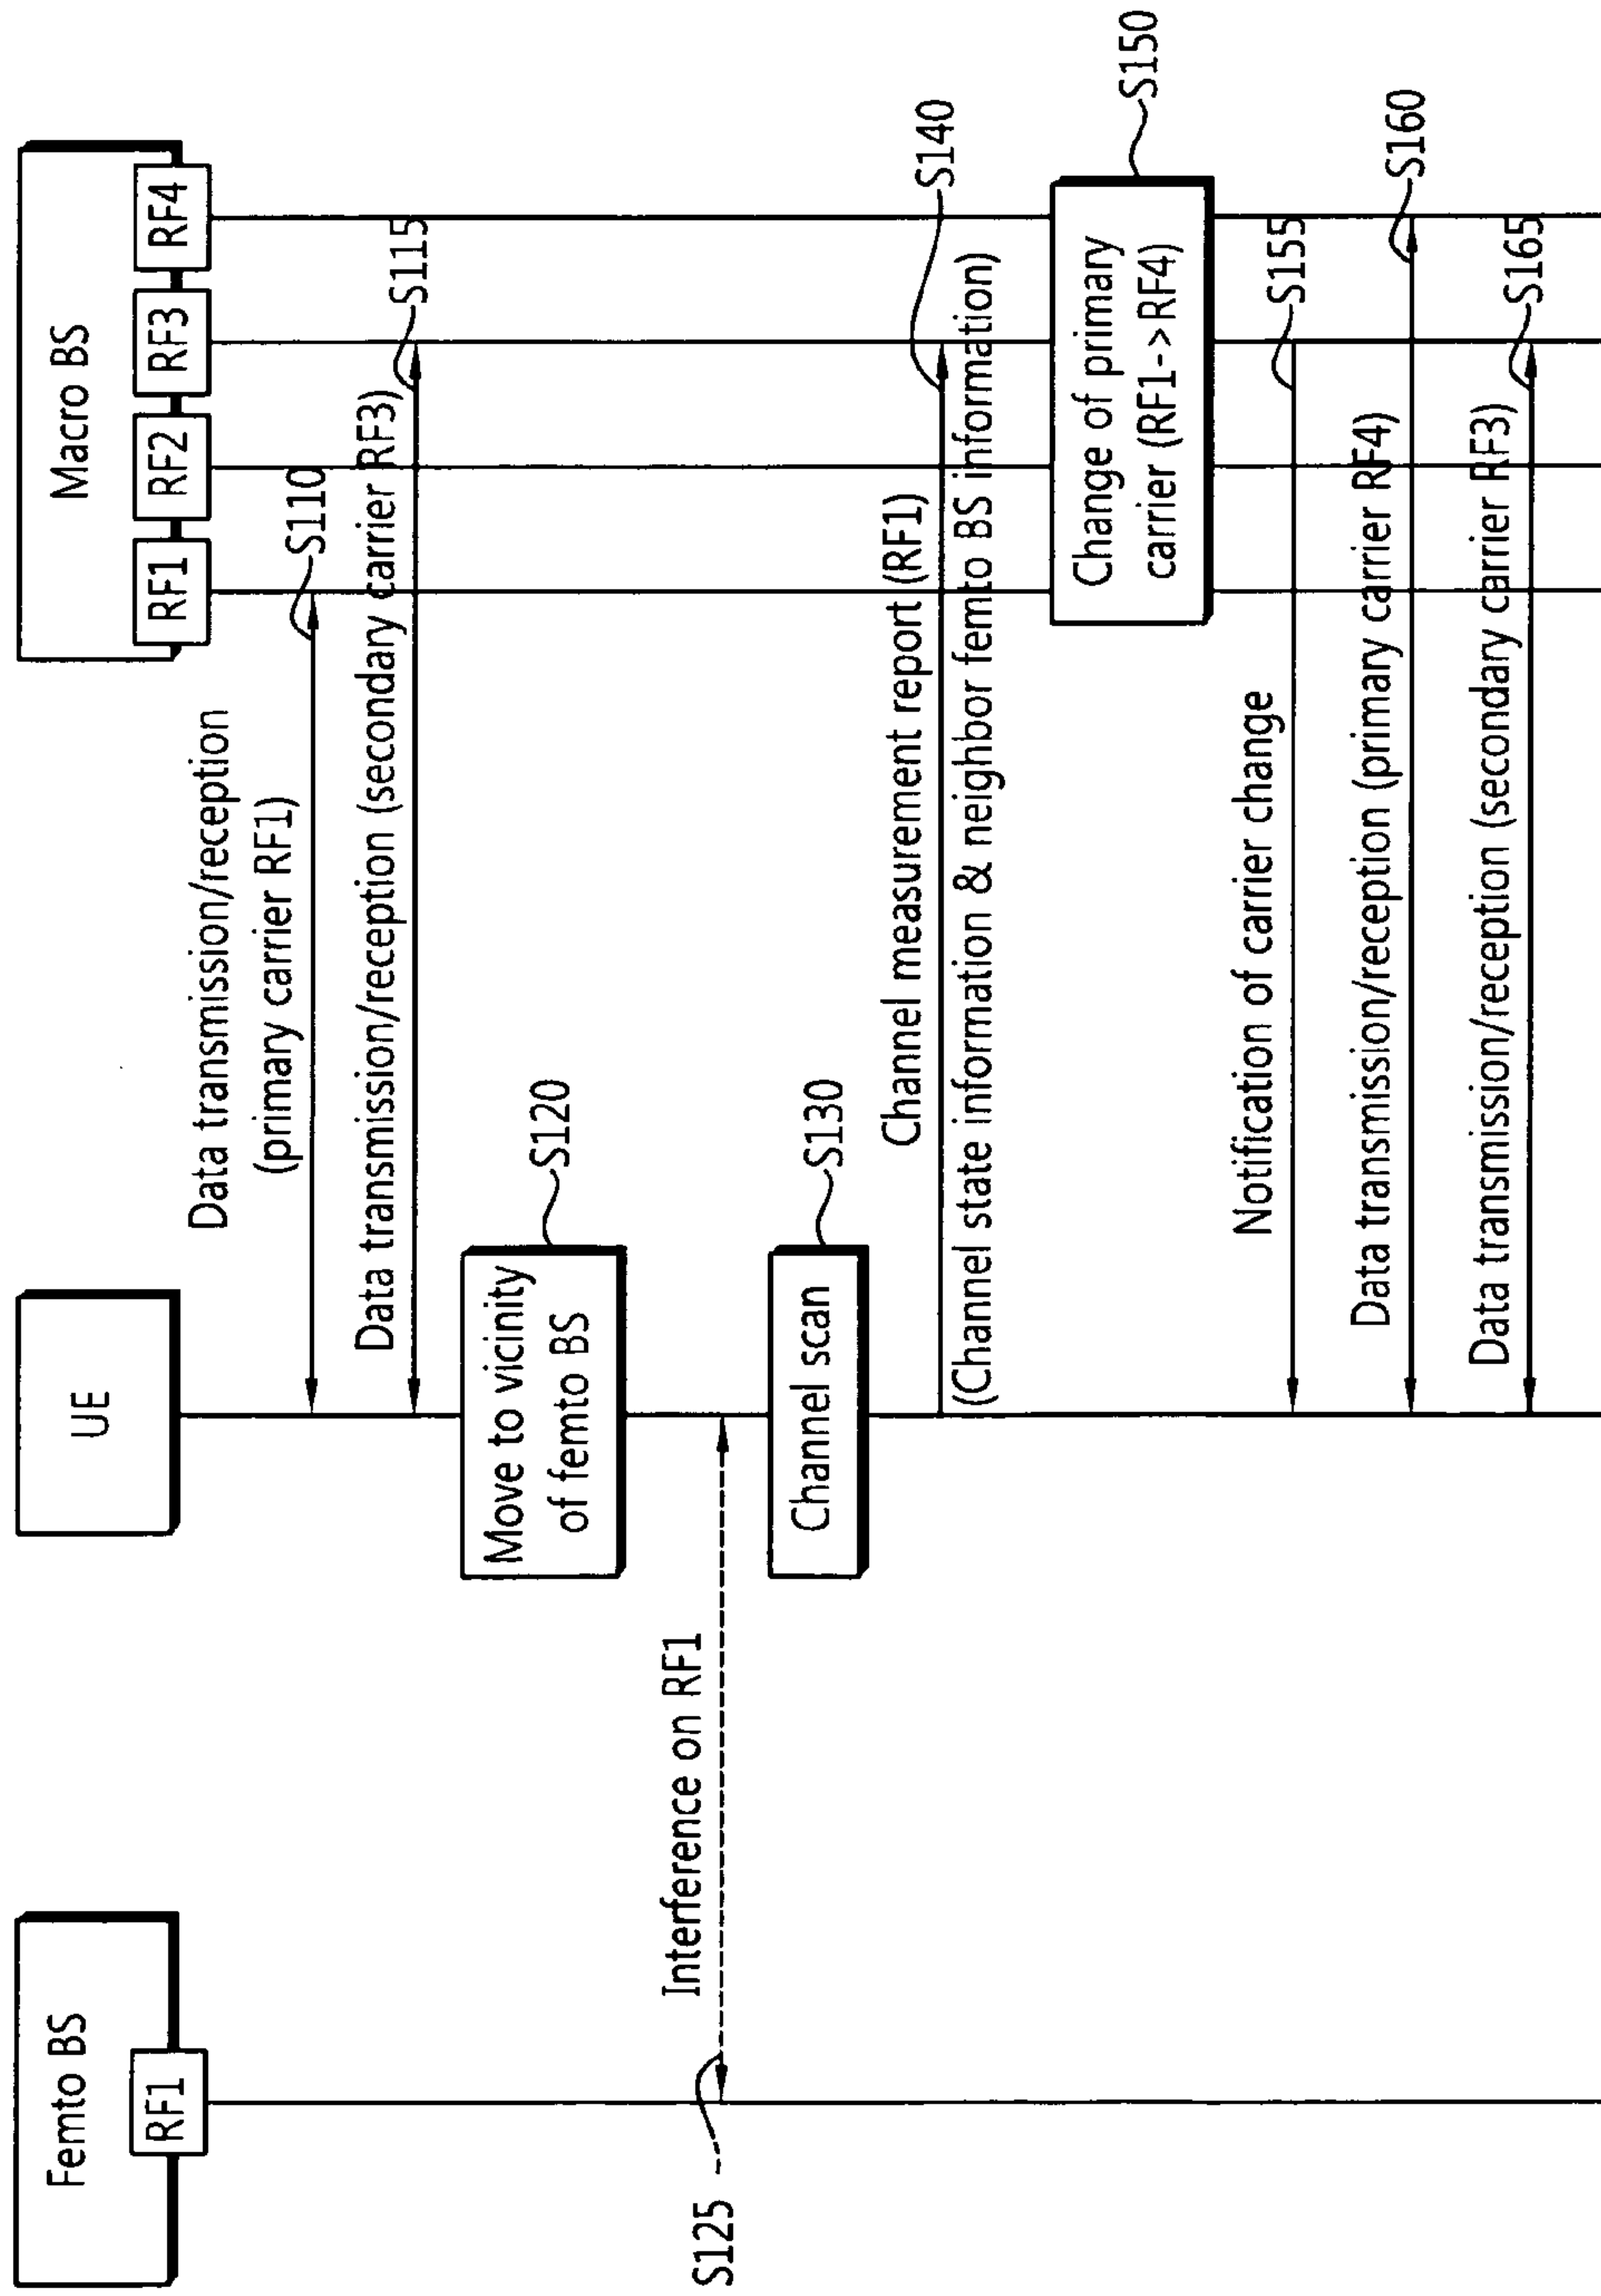 Femto BS
RF1
UE
Macro BS
RF1
RF2
RF3
RF4
Data transmission/reception
(primary carrier RF1)
S110
Data transmission/reception (secondary carrier RF3)
S115
Move to vicinity
of femto BS
S120
S125
Interference on RF1
Channel scan
S130
Channel measurement report (RF1)
S140
(Channel state information & neighbor femto BS information)
Change of primary
carrier (RF1->RF4)
S150
Notification of carrier change
S155
Data transmission/reception (primary carrier RF4)
S160
Data transmission/reception (secondary carrier RF3)
S165